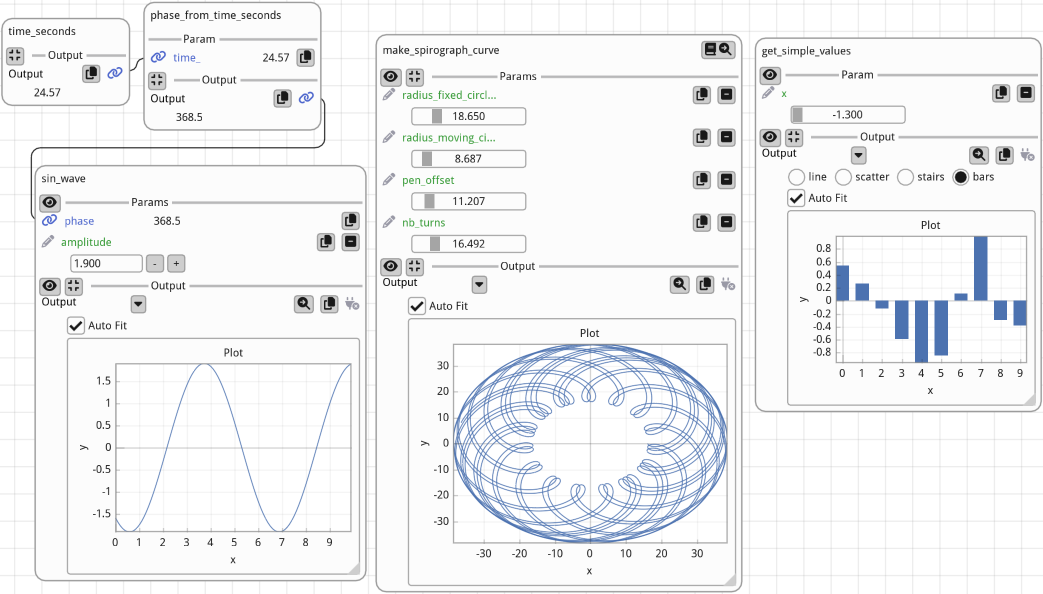 time_seconds
Output
Output
24.57
phase_from_time_seconds
Param
time_ 24.57
Output
Output
368.5
sin_wave
Params
phase 368.5
amplitude
1.900 - +
Output
Output
Auto Fit
Plot
1.5
1
0.5
0
-0.5
-1
-1.5
y
0 1 2 3 4 5 6 7 8 9
x
make_spirograph_curve
Params
radius_fixed_circl...
18.650
radius_moving_ci...
8.687
pen_offset
11.207
nb_turns
16.492
Output
Output
Auto Fit
Plot
30
20
10
0
-10
-20
-30
y
-30 -20 -10 0 10 20 30
x
get_simple_values
Param
x
-1.300
Output
Output
line scatter stairs bars
Auto Fit
Plot
0.8
0.6
0.4
0.2
0
-0.2
-0.4
-0.6
-0.8
y
0 1 2 3 4 5 6 7 8 9
x